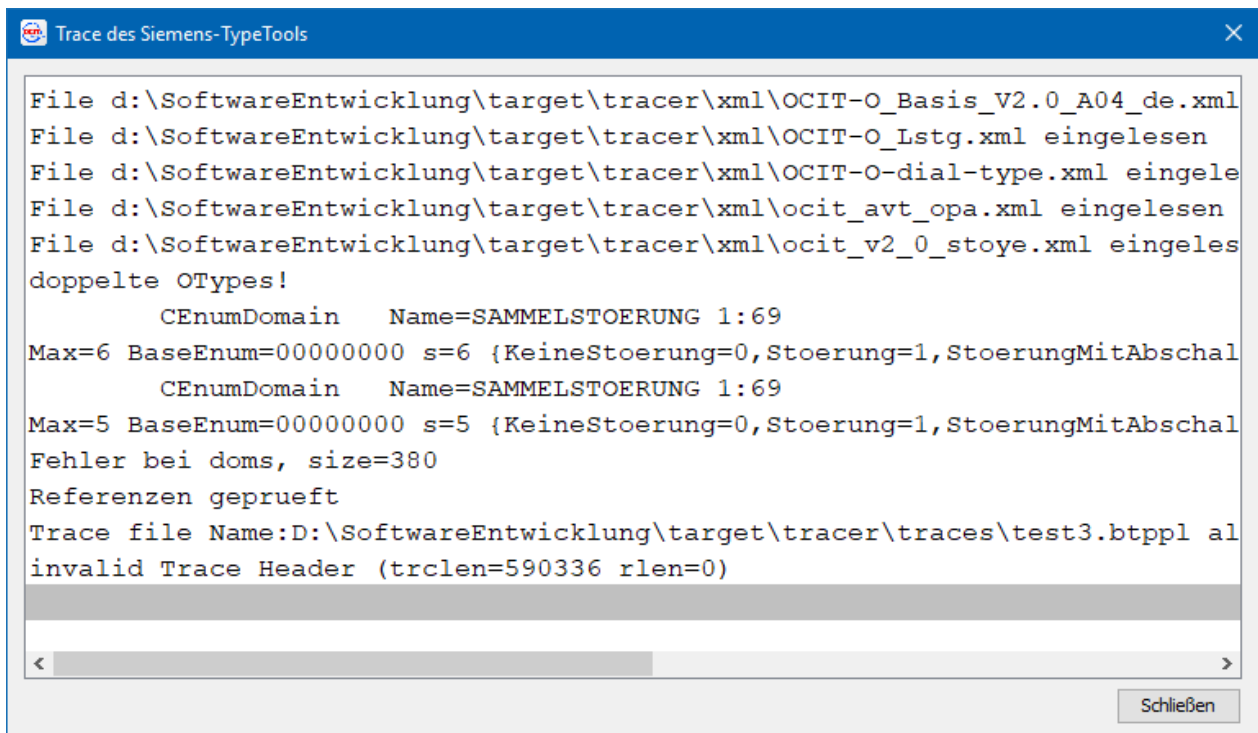 Trace des Siemens-TypeTools
File d:\SoftwareEntwicklung\target\tracer\xml\OCIT-O_Basis_V2.0_A04_de.xml
File d:\SoftwareEntwicklung\target\tracer\xml\OCIT-O_Lstg.xml eingelesen
File d:\SoftwareEntwicklung\target\tracer\xml\OCIT-O-dial-type.xml eingele
File d:\SoftwareEntwicklung\target\tracer\xml\ocit_avt_opa.xml eingelesen
File d:\SoftwareEntwicklung\target\tracer\xml\ocit_v2_0_stoye.xml eingeles
doppelte OTypes!
CEnumDomain Name=SAMMELSTOERUNG 1:69
Max=6 BaseEnum=00000000 s=6 {KeineStoerung=0,Stoerung=1,StoerungMitAbschal
CEnumDomain Name=SAMMELSTOERUNG 1:69
Max=5 BaseEnum=00000000 s=5 {KeineStoerung=0,Stoerung=1,StoerungMitAbschal
Fehler bei doms, size=380
Referenzen geprueft
Trace file Name:D:\SoftwareEntwicklung\target\tracer\traces\test3.btppl al
invalid Trace Header (trclen=590336 rlen=0)
Schließen